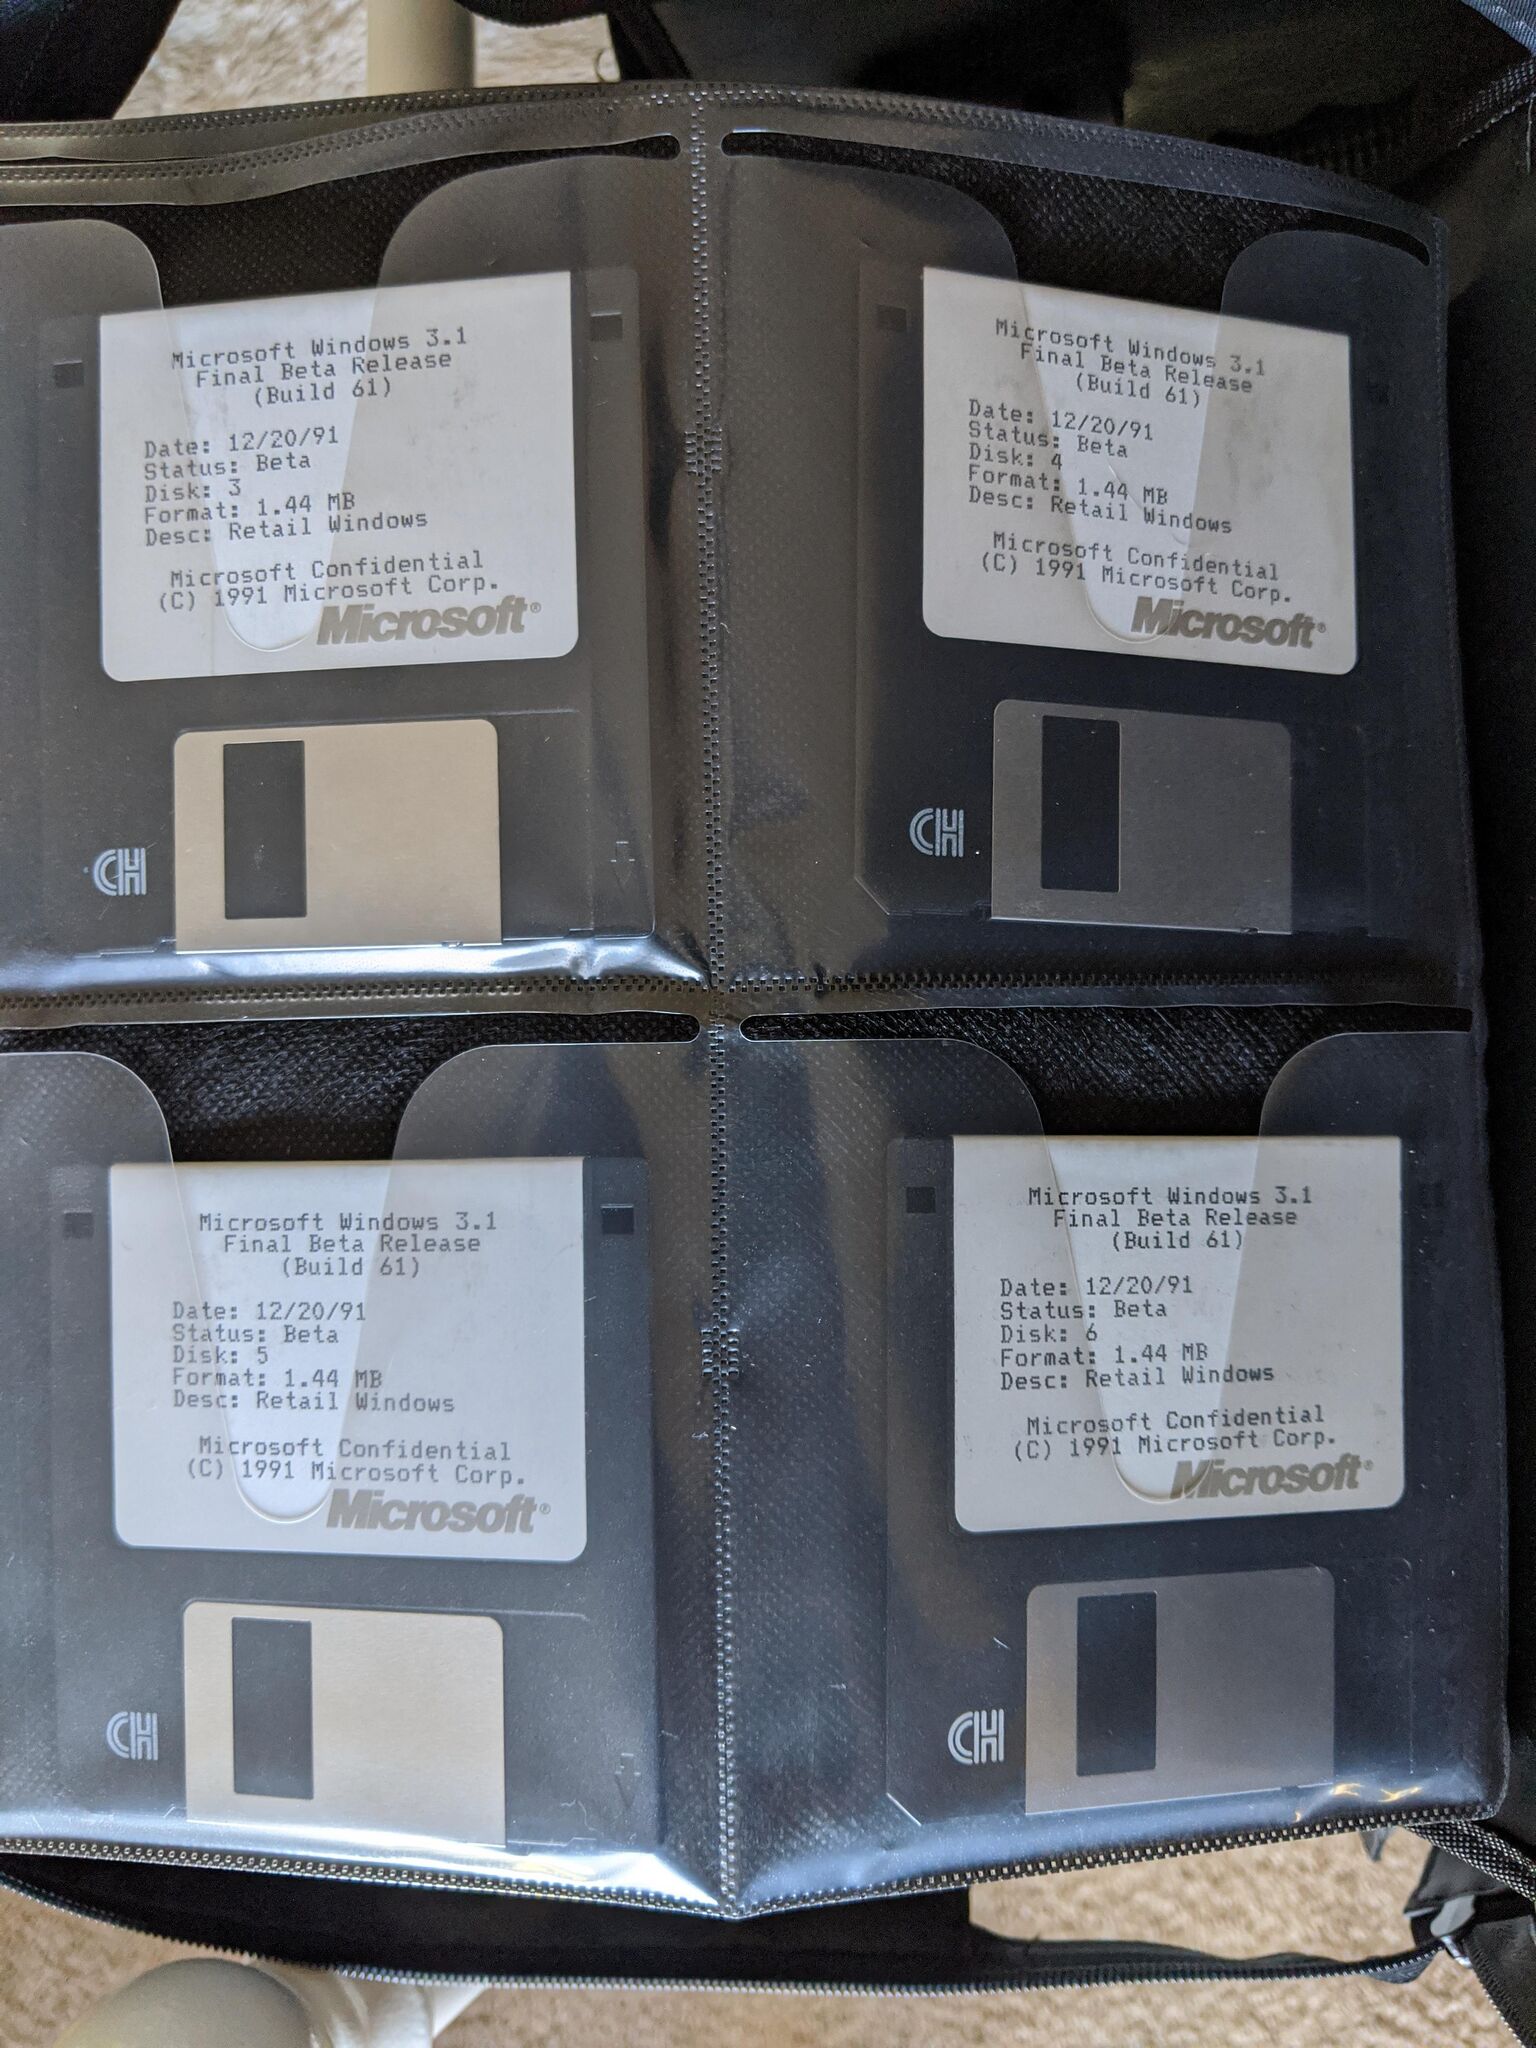 Microsoft Windows 3.1
Final Beta Release
(Build 61)
Date: 12/20/91
Status: Beta
Disk: 3
Format: 1.44 MB
Desc: Retail Windows
Microsoft Confidential
(C) 1991 Microsoft Corp.
Microsoft®
CH
Microsoft Windows 3.1
Final Beta Release
(Build 61)
Date: 12/20/91
Status: Beta
Disk: 4
Format: 1.44 MB
Desc: Retail Windows
Microsoft Confidential
(C) 1991 Microsoft Corp.
Microsoft®
CH
Microsoft Windows 3.1
Final Beta Release
(Build 61)
Date: 12/20/91
Status: Beta
Disk: 5
Format: 1.44 MB
Desc: Retail Windows
Microsoft Confidential
(C) 1991 Microsoft Corp.
Microsoft®
CH
Microsoft Windows 3.1
Final Beta Release
(Build 61)
Date: 12/20/91
Status: Beta
Disk: 6
Format: 1.44 MB
Desc: Retail Windows
Microsoft Confidential
(C) 1991 Microsoft Corp.
Microsoft®
CH